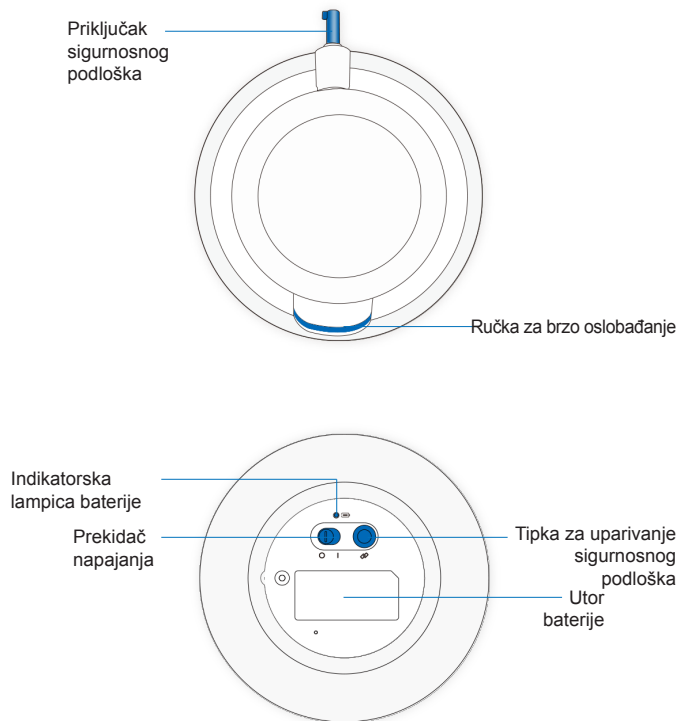 Priključak
sigurnosnog
podloška
Ručka za brzo oslobađanje
Indikatorska
lampica baterije
Prekidač
napajanja
Tipka za uparivanje
sigurnosnog
podloška
Utor
baterije